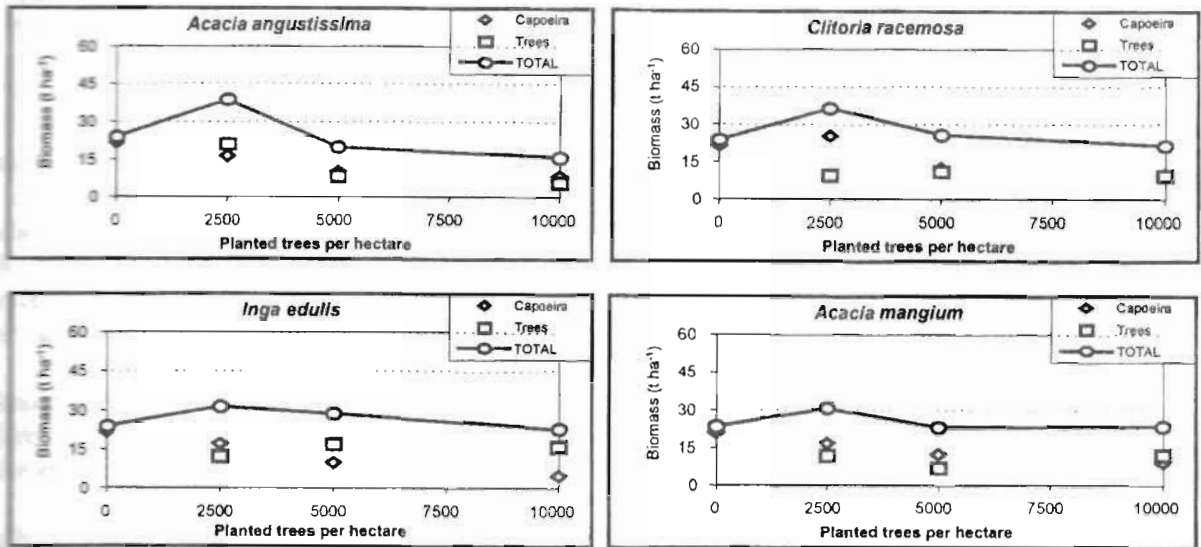 Acacia angustissima
Capoeira
Trees
TOTAL
Biomass (t ha⁻¹)
60
45
30
15
0
0 2500 5000 7500 10000
Planted trees per hectare
Clitoria racemosa
Capoeira
Trees
TOTAL
Biomass (t ha⁻¹)
60
45
30
15
0
0 2500 5000 7500 10000
Planted trees per hectare
Inga edulis
Capoeira
Trees
TOTAL
Biomass (t ha⁻¹)
60
45
30
15
0
0 2500 5000 7500 10000
Planted trees per hectare
Acacia mangium
Capoeira
Trees
TOTAL
Biomass (t ha⁻¹)
60
45
30
15
0
0 2500 5000 7500 10000
Planted trees per hectare